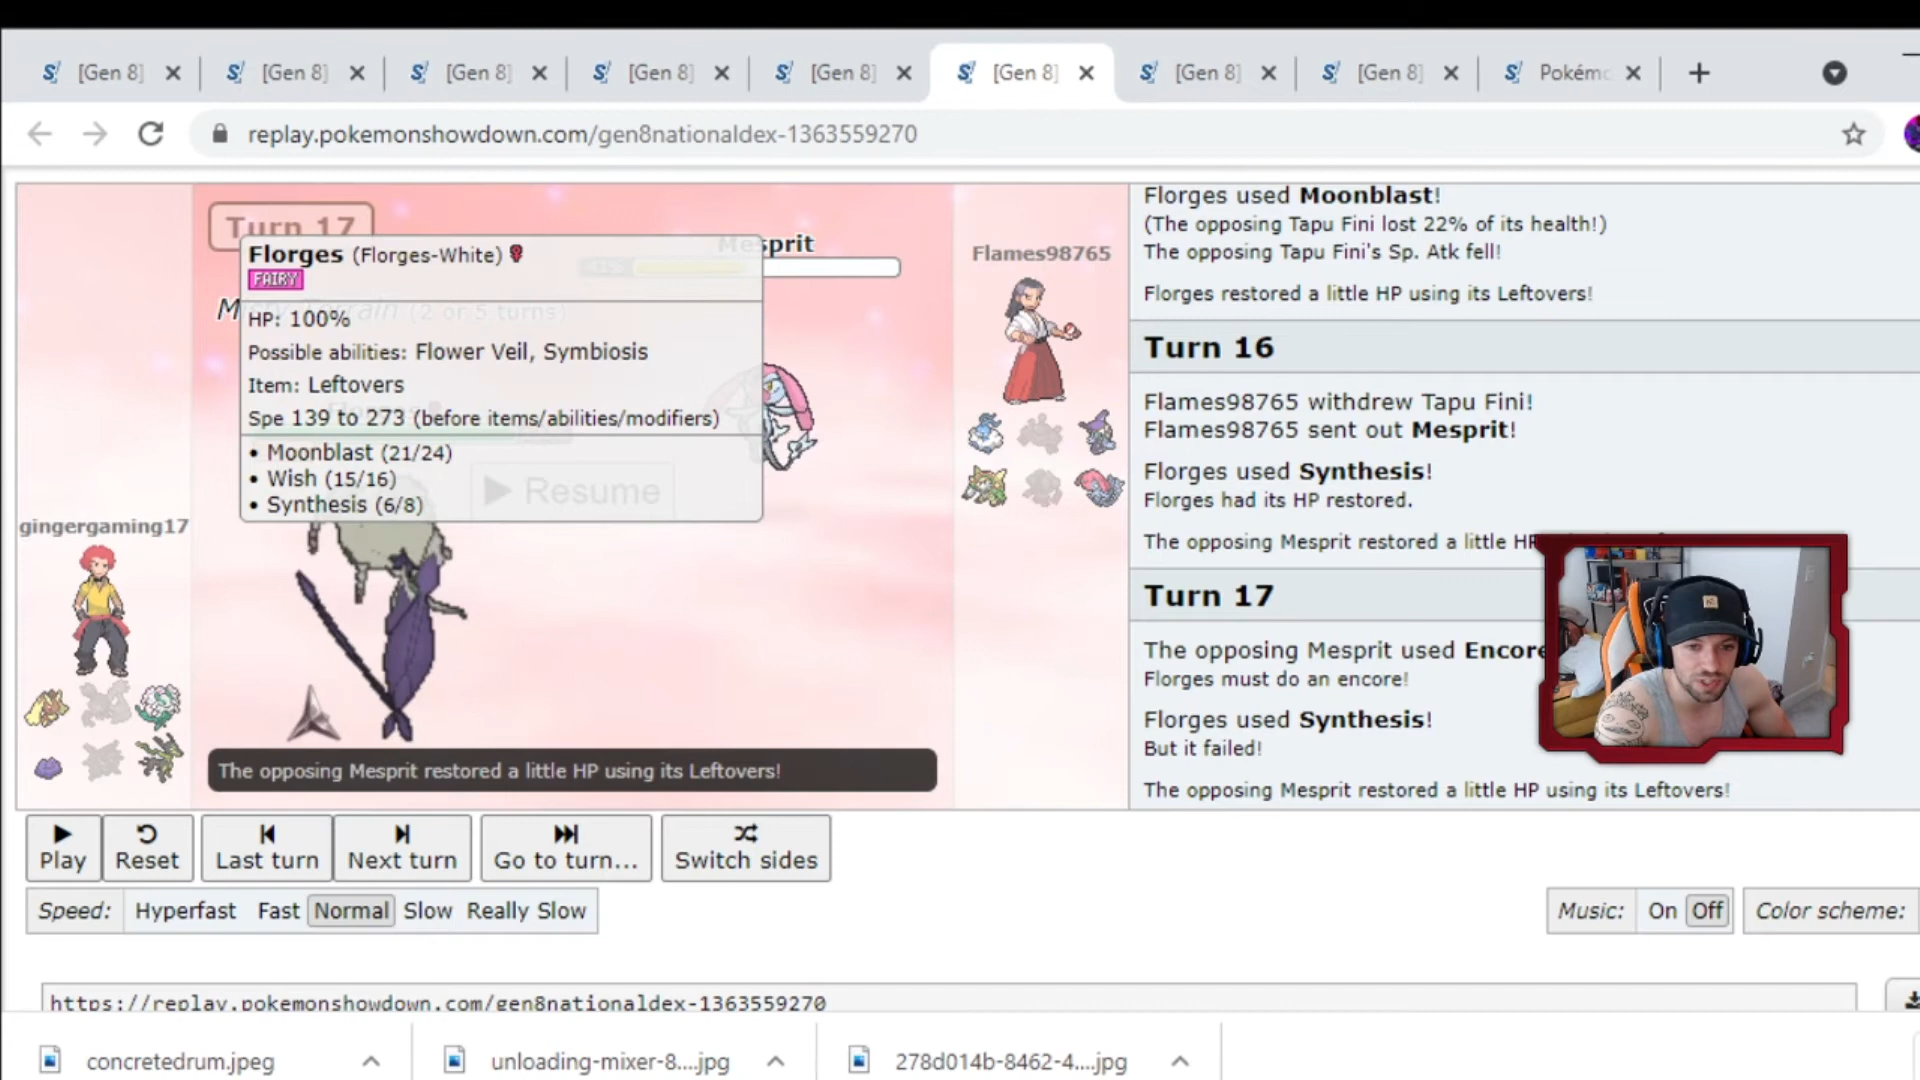 [Gen 8]
[Gen 8]
[Gen 8]
[Gen 8]
[Gen 8]
[Gen 8]
[Gen 8]
[Gen 8]
Pokémo
replay.pokemonshowdown.com/gen8nationaldex-1363559270
Turn 17
Mesprit
Florges (Florges-White)
FAIRY
HP: 100%
Possible abilities: Flower Veil, Symbiosis
Item: Leftovers
Spe 139 to 273 (before items/abilities/modifiers)
• Moonblast (21/24)
• Wish (15/16)
• Synthesis (6/8)
Terrain (2 or 5 turns)
Resume
gingergaming17
Flames98765
The opposing Mesprit restored a little HP using its Leftovers!
Florges used Moonblast!
(The opposing Tapu Fini lost 22% of its health!)
The opposing Tapu Fini's Sp. Atk fell!
Florges restored a little HP using its Leftovers!
Turn 16
Flames98765 withdrew Tapu Fini!
Flames98765 sent out Mesprit!
Florges used Synthesis!
Florges had its HP restored.
The opposing Mesprit restored a little HP
Turn 17
The opposing Mesprit used Encore
Florges must do an encore!
Florges used Synthesis!
But it failed!
The opposing Mesprit restored a little HP using its Leftovers!
Play
Reset
Last turn
Next turn
Go to turn...
Switch sides
Speed: Hyperfast Fast Normal Slow Really Slow
Music: On Off
Color scheme:
https://replay.pokemonshowdown.com/gen8nationaldex-1363559270
concretedrum.jpeg
unloading-mixer-8....jpg
278d014b-8462-4....jpg